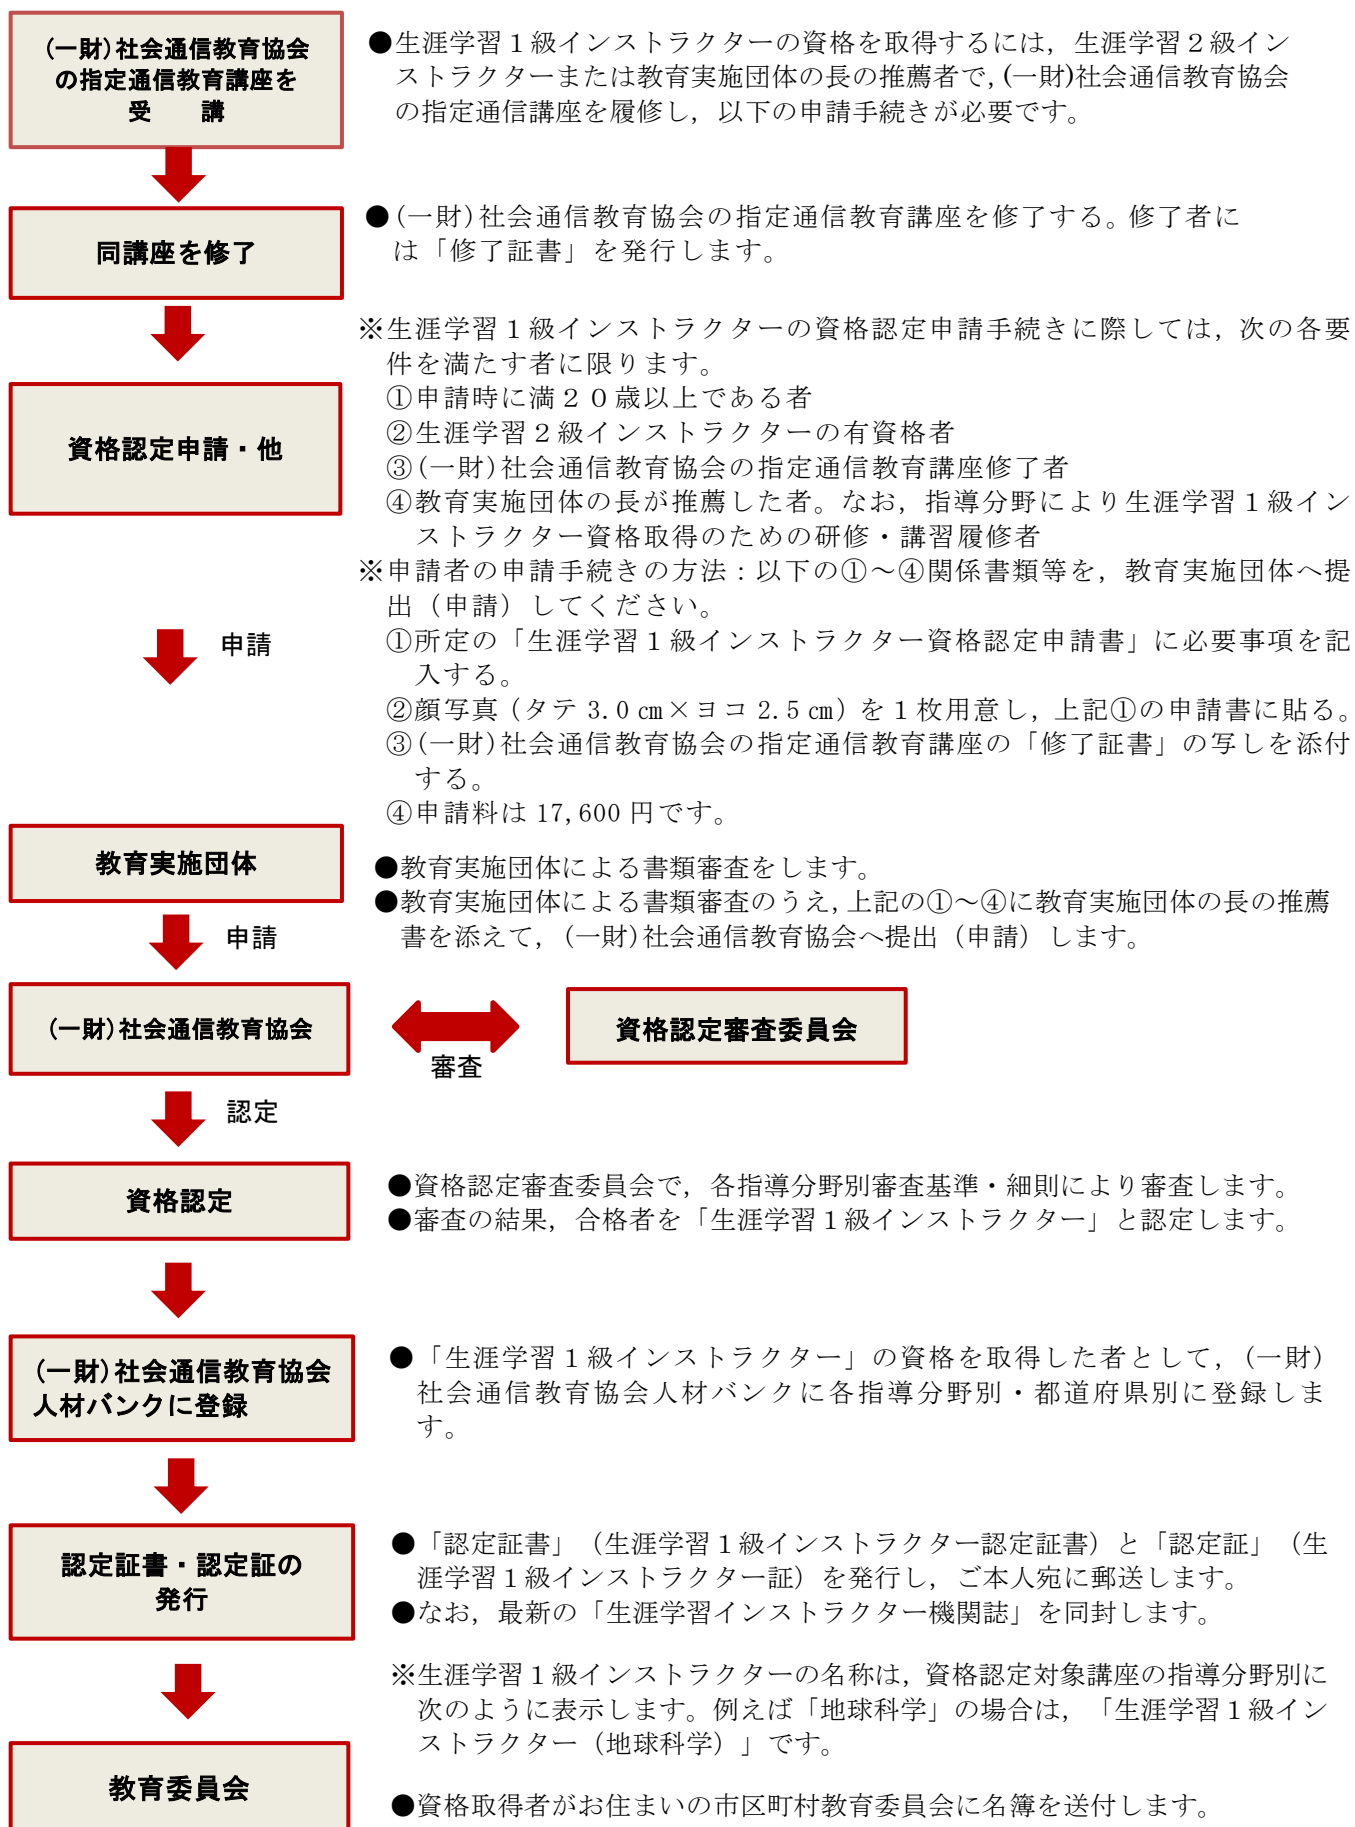 (一財)社会通信教育協会
の指定通信教育講座を
受　　講
●生涯学習１級インストラクターの資格を取得するには，生涯学習２級イン
ストラクターまたは教育実施団体の長の推薦者で，(一財)社会通信教育協会
の指定通信講座を履修し，以下の申請手続きが必要です。
同講座を修了
●(一財)社会通信教育協会の指定通信教育講座を修了する。修了者に
は「修了証書」を発行します。
資格認定申請・他
※生涯学習１級インストラクターの資格認定申請手続きに際しては，次の各要
件を満たす者に限ります。
①申請時に満２０歳以上である者
②生涯学習２級インストラクターの有資格者
③(一財)社会通信教育協会の指定通信教育講座修了者
④教育実施団体の長が推薦した者。なお，指導分野により生涯学習１級イン
ストラクター資格取得のための研修・講習履修者
※申請者の申請手続きの方法：以下の①～④関係書類等を，教育実施団体へ提
出（申請）してください。
①所定の「生涯学習１級インストラクター資格認定申請書」に必要事項を記
入する。
②顔写真（タテ 3.0 ㎝×ヨコ 2.5 ㎝）を１枚用意し，上記①の申請書に貼る。
③(一財)社会通信教育協会の指定通信教育講座の「修了証書」の写しを添付
する。
④申請料は 17,600 円です。
申請
教育実施団体
●教育実施団体による書類審査をします。
●教育実施団体による書類審査のうえ，上記の①～④に教育実施団体の長の推薦
書を添えて，(一財)社会通信教育協会へ提出（申請）します。
申請
(一財)社会通信教育協会
審査
資格認定審査委員会
認定
資格認定
●資格認定審査委員会で，各指導分野別審査基準・細則により審査します。
●審査の結果，合格者を「生涯学習１級インストラクター」と認定します。
(一財)社会通信教育協会
人材バンクに登録
●「生涯学習１級インストラクター」の資格を取得した者として，(一財)
社会通信教育協会人材バンクに各指導分野別・都道府県別に登録しま
す。
認定証書・認定証の
発行
●「認定証書」（生涯学習１級インストラクター認定証書）と「認定証」（生
涯学習１級インストラクター証）を発行し，ご本人宛に郵送します。
●なお，最新の「生涯学習インストラクター機関誌」を同封します。
※生涯学習１級インストラクターの名称は，資格認定対象講座の指導分野別に
次のように表示します。例えば「地球科学」の場合は，「生涯学習１級イン
ストラクター（地球科学）」です。
教育委員会
●資格取得者がお住まいの市区町村教育委員会に名簿を送付します。